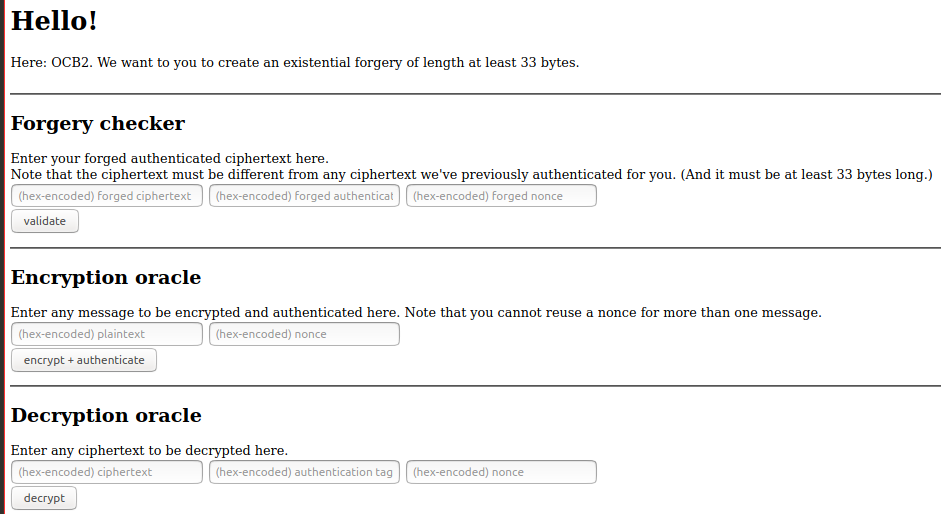 Hello!
Here: OCB2. We want to you to create an existential forgery of length at least 33 bytes.
Forgery checker
Enter your forged authenticated ciphertext here.
Note that the ciphertext must be different from any ciphertext we've previously authenticated for you. (And it must be at least 33 bytes long.)
(hex-encoded) forged ciphertext (hex-encoded) forged authenticat (hex-encoded) forged nonce
validate
Encryption oracle
Enter any message to be encrypted and authenticated here. Note that you cannot reuse a nonce for more than one message.
(hex-encoded) plaintext (hex-encoded) nonce
encrypt + authenticate
Decryption oracle
Enter any ciphertext to be decrypted here.
(hex-encoded) ciphertext (hex-encoded) authentication tag (hex-encoded) nonce
decrypt